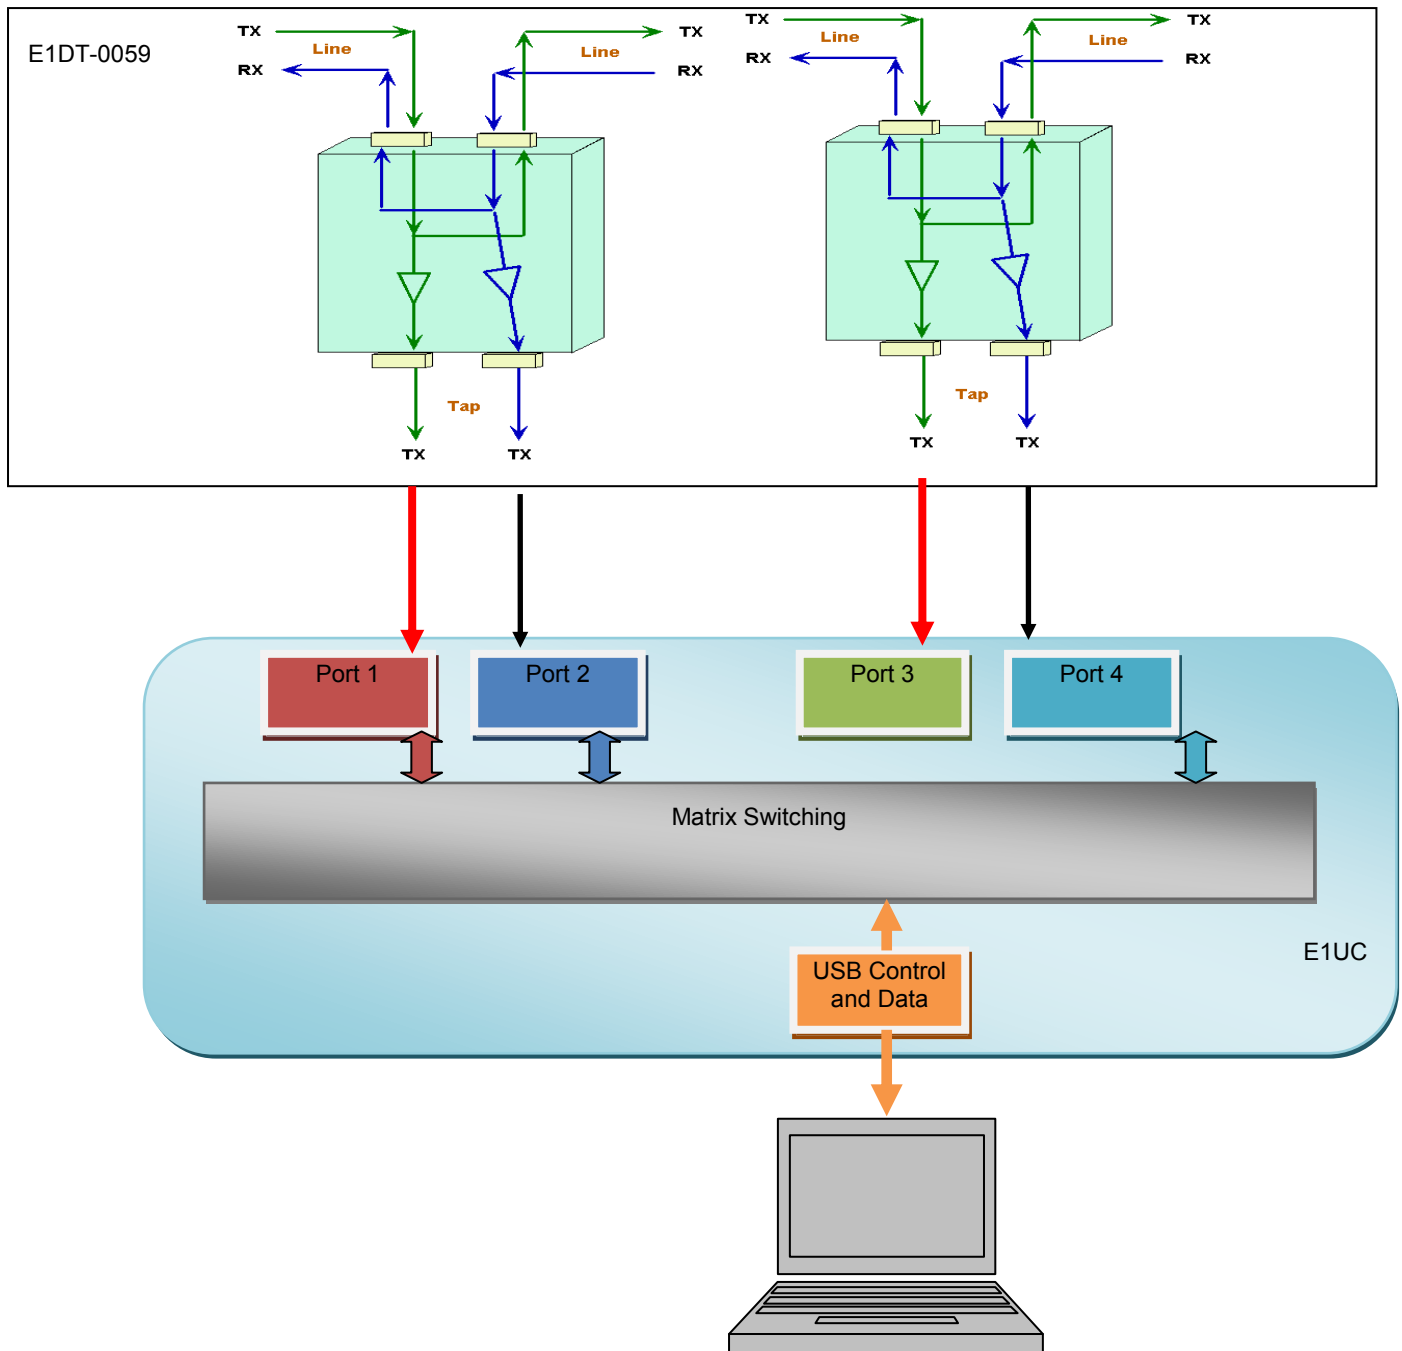 E1DT-0059
TX
Line
RX
Line
TX
RX
Tap
TX
TX
TX
Line
RX
Line
TX
RX
Tap
TX
TX
Port 1
Port 2
Port 3
Port 4
Matrix Switching
USB Control
and Data
E1UC